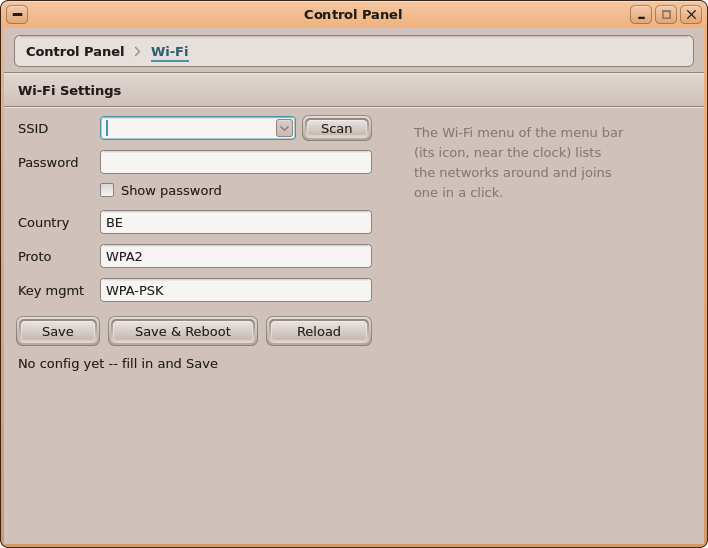 Control Panel
Control Panel > Wi-Fi
Wi-Fi Settings
SSID Scan
Password
Show password
Country BE
Proto WPA2
Key mgmt WPA-PSK
Save Save & Reboot Reload
No config yet -- fill in and Save
The Wi-Fi menu of the menu bar
(its icon, near the clock) lists
the networks around and joins
one in a click.